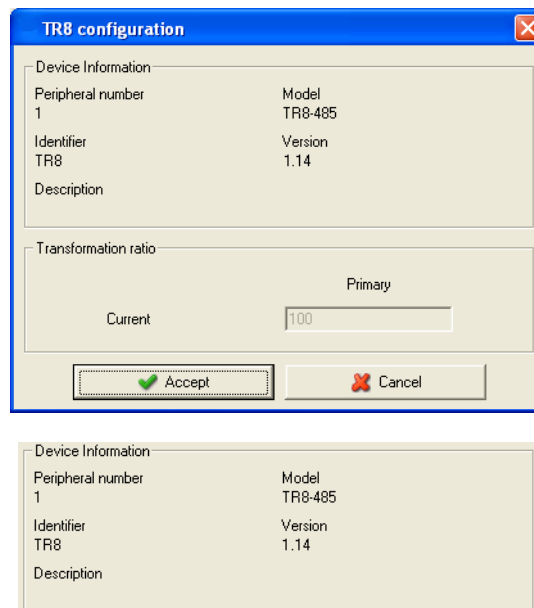 TR8 configuration
Device Information
Peripheral number Model
1 TR8-485
Identifier Version
TR8 1.14
Description
Transformation ratio
Primary
Current 100
Accept Cancel
Device Information
Peripheral number Model
1 TR8-485
Identifier Version
TR8 1.14
Description